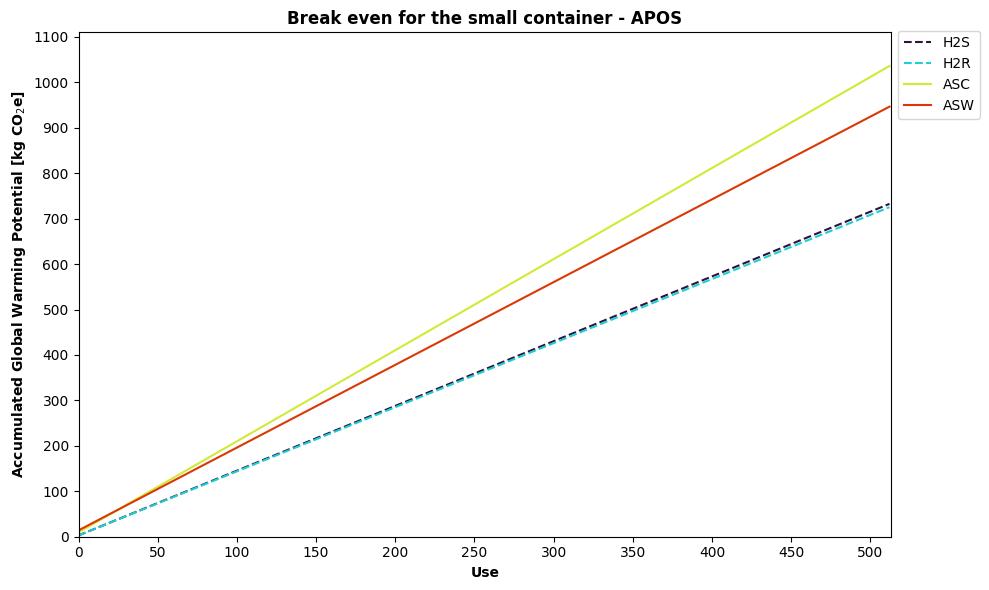 Break even for the small container - APOS
Accumulated Global Warming Potential [kg CO₂e]
1100
1000
900
800
700
600
500
400
300
200
100
0
0 50 100 150 200 250 300 350 400 450 500
Use
H2S
H2R
ASC
ASW